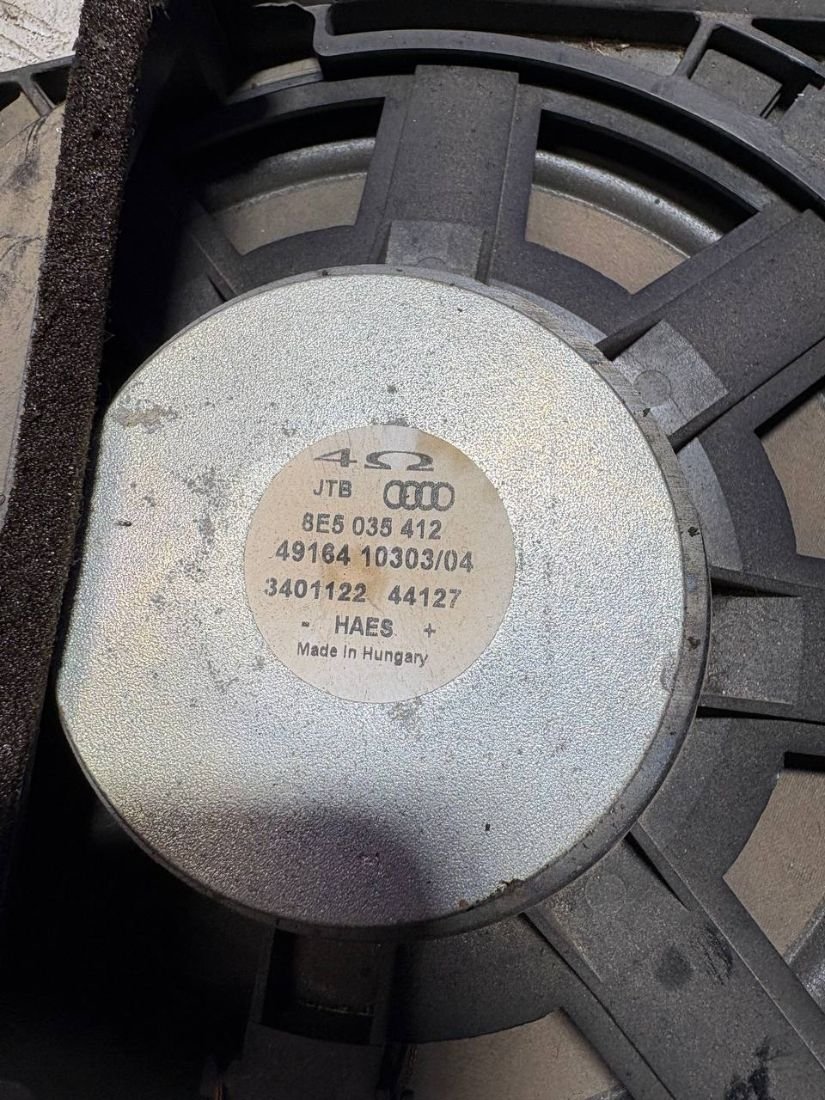 4Ω
JTB
8E5 035 412
49164 10303/04
3401122 44127
- HAES +
Made in Hungary